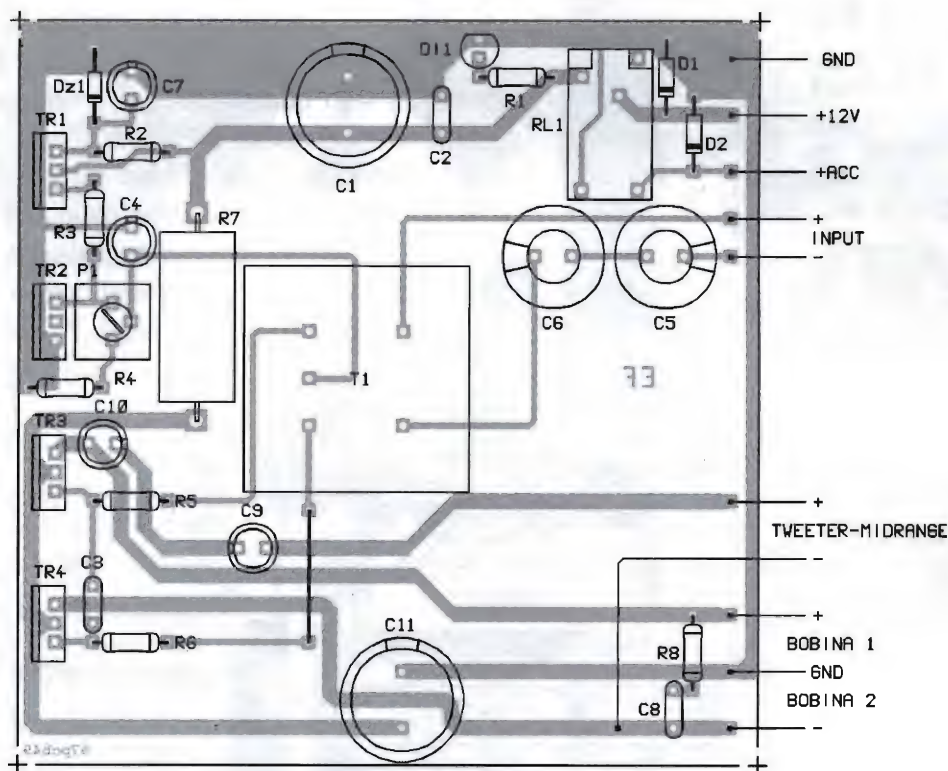 Dl1
D1
GND
Dz1
C7
R1
+12V
TR1
R2
RL1
D2
C2
+ACC
C1
C4
R3
R7
+
INPUT
-
TR2
P1
C6
C5
EF
T1
R4
C10
TR3
R5
C9
+
TWEETER-MIDRANGE
-
TR4
C3
+
C11
R6
R8
BOBINA 1
GND
BOBINA 2
C8
-